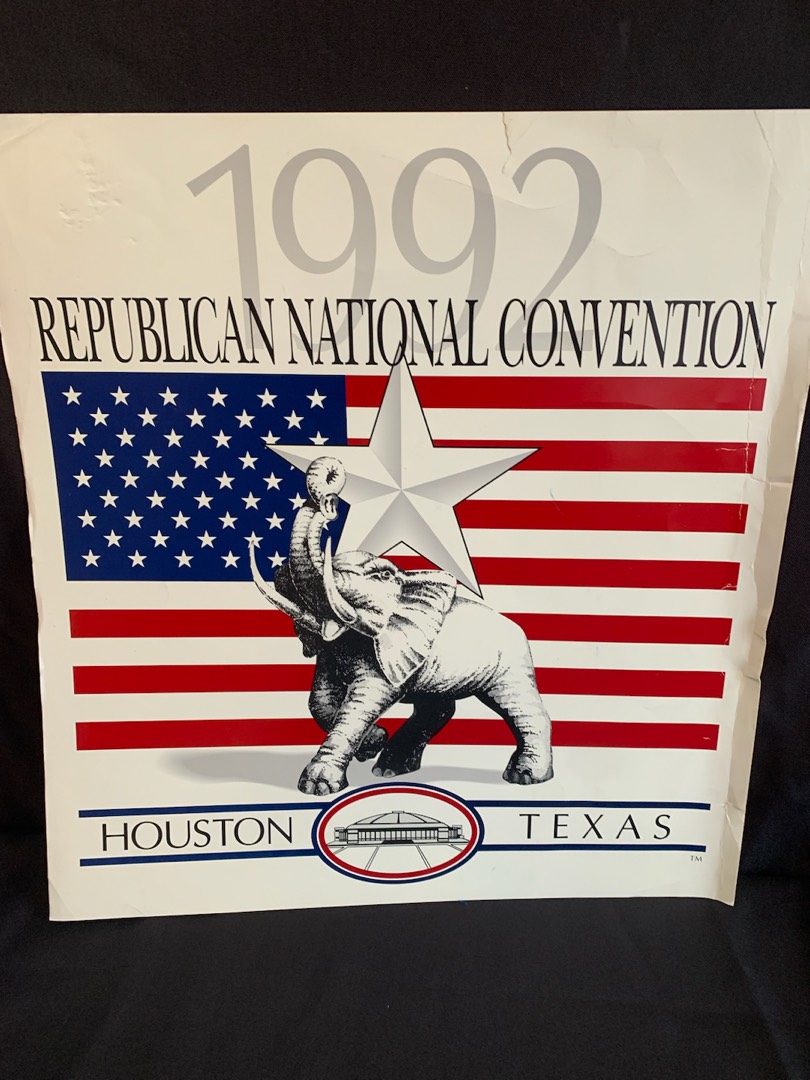 1992
REPUBLICAN NATIONAL CONVENTION
HOUSTON TEXAS
TM